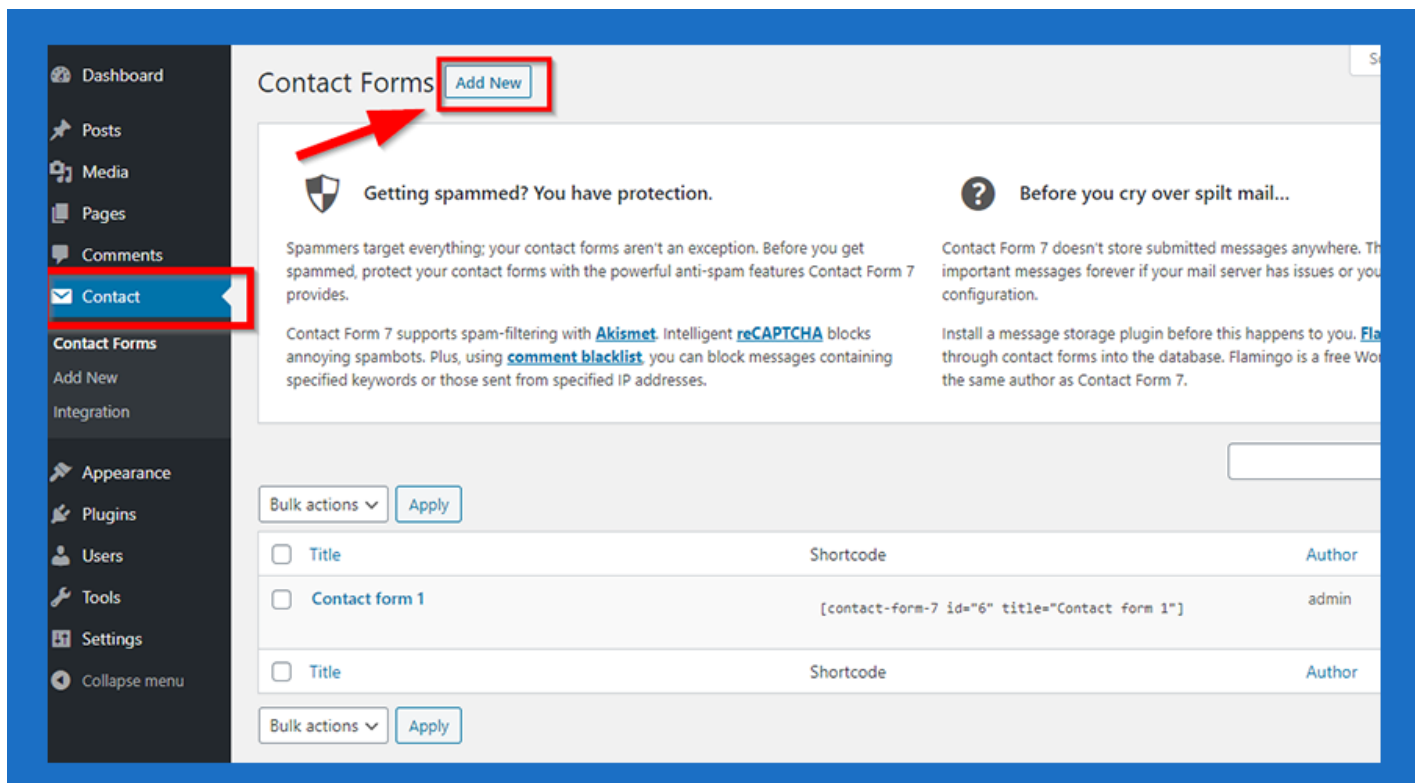 Dashboard
Posts
Media
Pages
Comments
Contact
Contact Forms
Add New
Integration
Appearance
Plugins
Users
Tools
Settings
Collapse menu
Contact Forms Add New
Getting spammed? You have protection.
Spammers target everything; your contact forms aren't an exception. Before you get
spammed, protect your contact forms with the powerful anti-spam features Contact Form 7
provides.
Contact Form 7 supports spam-filtering with Akismet. Intelligent reCAPTCHA blocks
annoying spambots. Plus, using comment blacklist, you can block messages containing
specified keywords or those sent from specified IP addresses.
Before you cry over spilt mail...
Contact Form 7 doesn't store submitted messages anywhere.
important messages forever if your mail server has issues or
configuration.
Install a message storage plugin before this happens to you.
through contact forms into the database. Flamingo is a free
the same author as Contact Form 7.
Bulk actions Apply
Title Shortcode Author
Contact form 1 [contact-form-7 id="6" title="Contact form 1"] admin
Title Shortcode Author
Bulk actions Apply